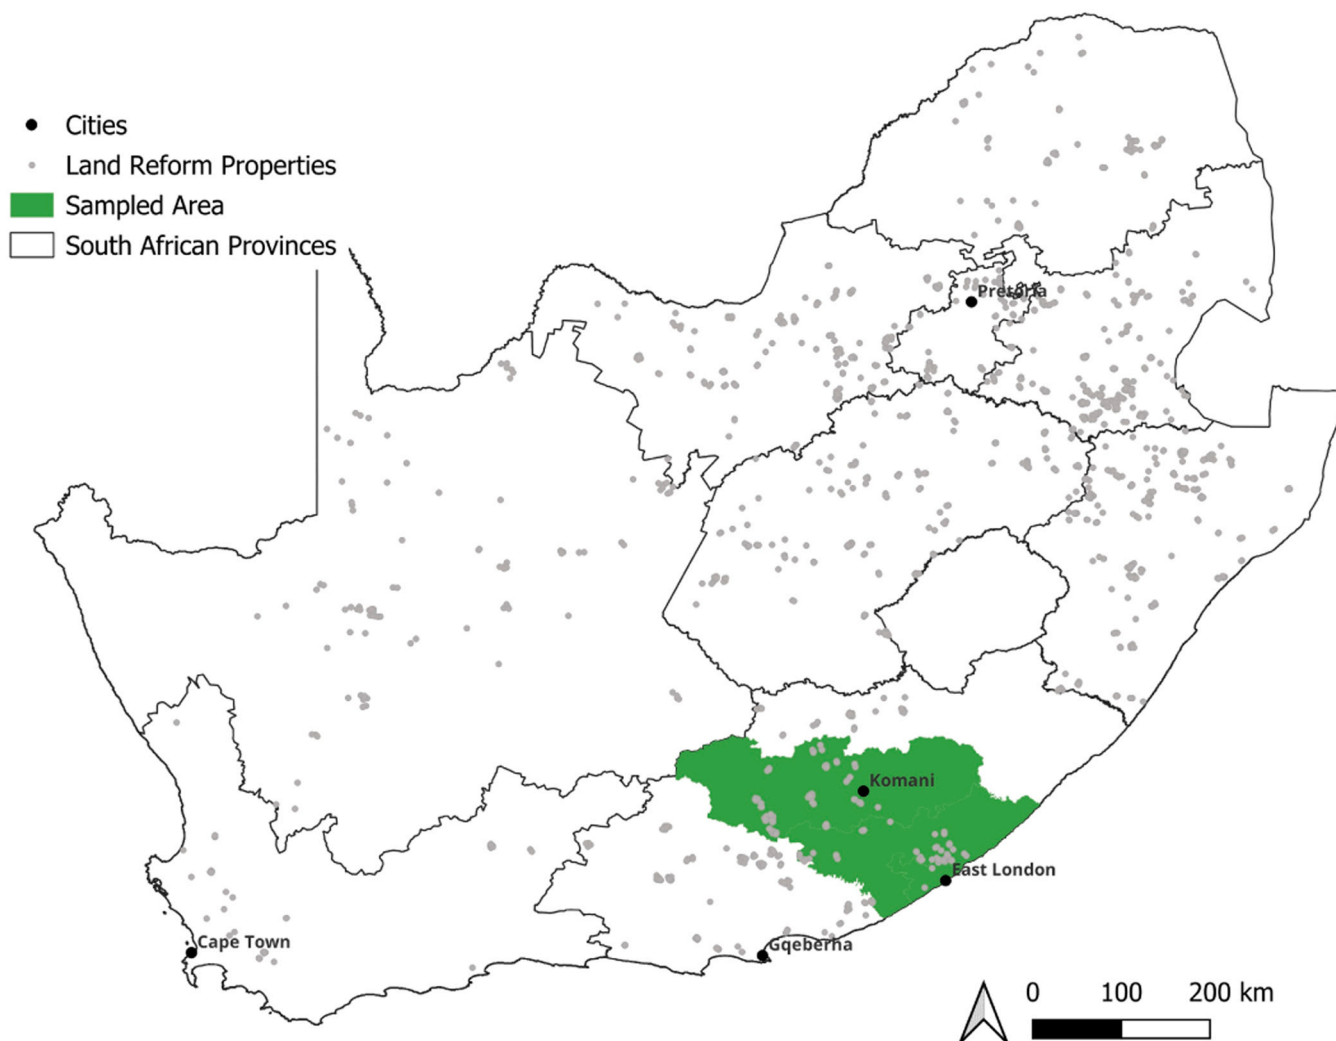 Cities
Land Reform Properties
Sampled Area
South African Provinces
Pretoria
Komani
East London
Cape Town
Gqeberha
0 100 200 km